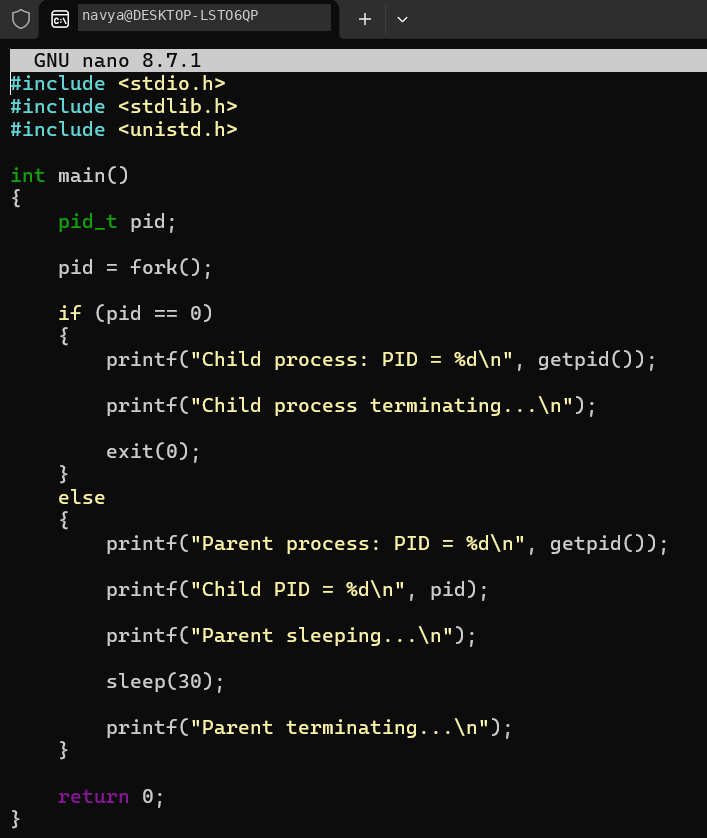 navya@DESKTOP-LSTO6QP
GNU nano 8.7.1
#include <stdio.h>
#include <stdlib.h>
#include <unistd.h>
int main()
{
    pid_t pid;
    pid = fork();
    if (pid == 0)
    {
        printf("Child process: PID = %d\n", getpid());
        printf("Child process terminating...\n");
        exit(0);
    }
    else
    {
        printf("Parent process: PID = %d\n", getpid());
        printf("Child PID = %d\n", pid);
        printf("Parent sleeping...\n");
        sleep(30);
        printf("Parent terminating...\n");
    }
    return 0;
}